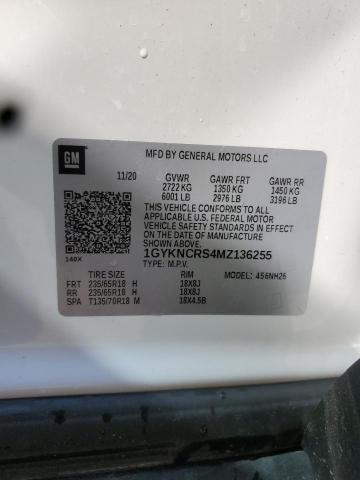 GM
MFD BY GENERAL MOTORS LLC
11/20 GVWR GAWR FRT GAWR RR
2722 KG 1350 KG 1450 KG
6001 LB 2976 LB 3196 LB
THIS VEHICLE CONFORMS TO ALL
APPLICABLE U.S. FEDERAL MOTOR
VEHICLE SAFETY STANDARDS IN EFFECT ON THE
DATE OF MANUFACTURE SHOWN ABOVE.
1GYKNCRS4MZ136255
140X TYPE: M.P.V. MODEL: 456NH26
TIRE SIZE RIM
FRT 235/65R18 H 18X8J
RR 235/65R18 H 18X8J
SPA T135/70R18 M 18X4.5B